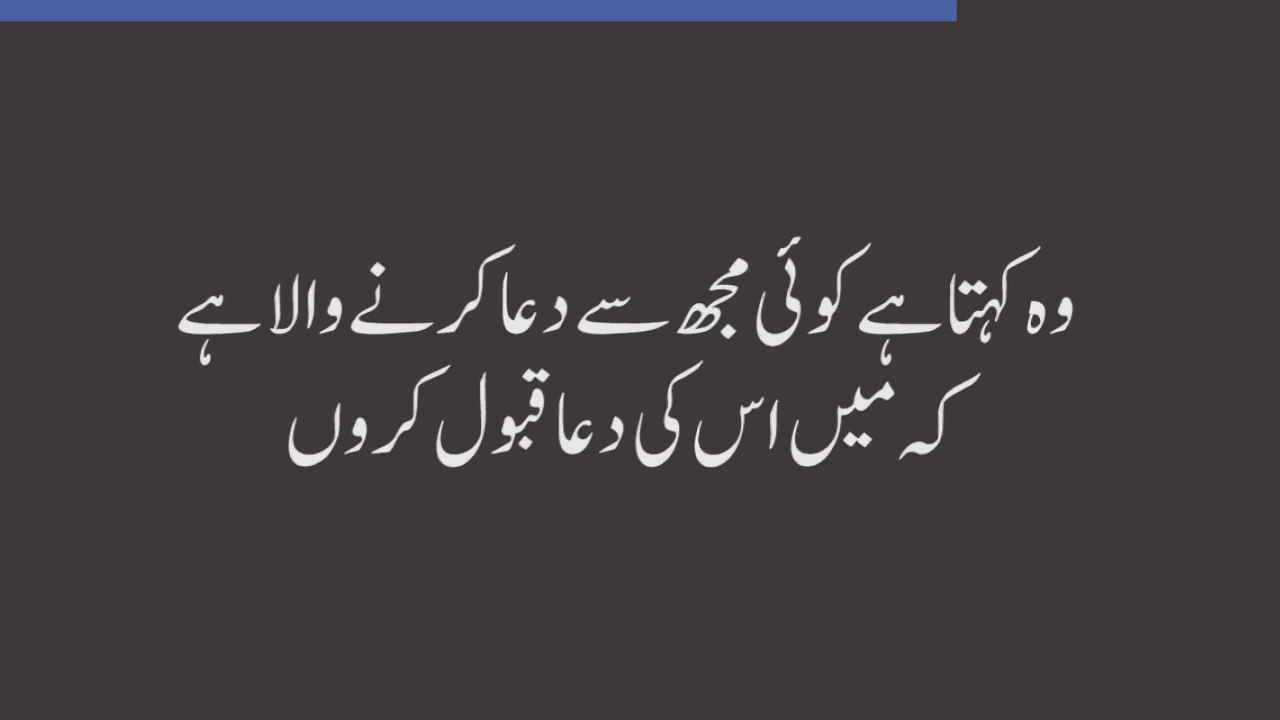 وہ کہتا ہے کوئی مجھ سے دعا کرنے والا ہے
کہ میں اس کی دعا قبول کروں